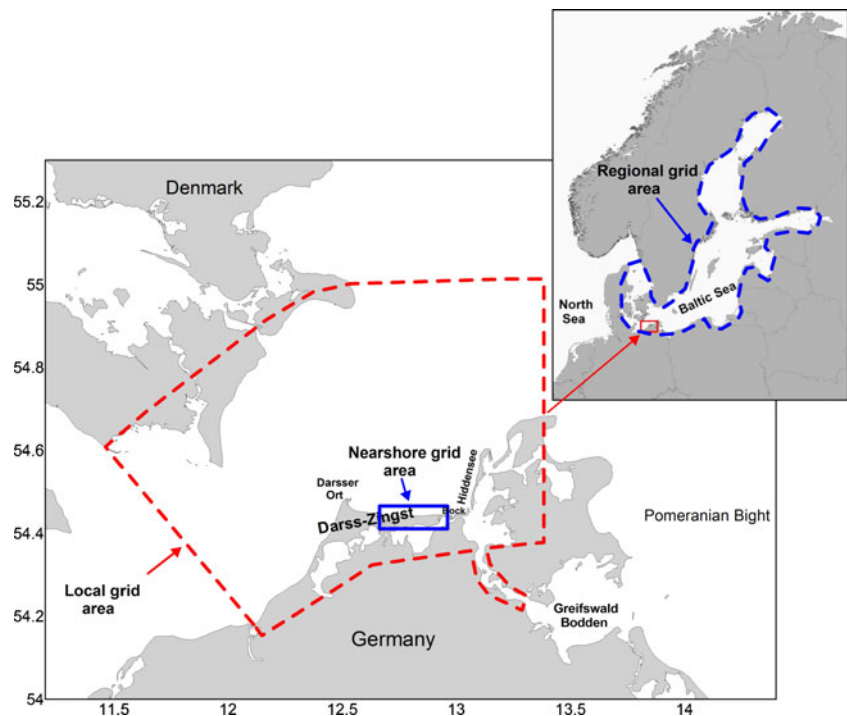 Denmark
Regional grid
area
Baltic Sea
North
Sea
55.2
55
54.8
54.6
54.4
54.2
54
Nearshore grid
area
Darsser
Ort
Darss-Zingst
Bock
Hiddensee
Pomeranian Bight
Local grid
area
Greifswald
Bodden
Germany
11.5
12
12.5
13
13.5
14